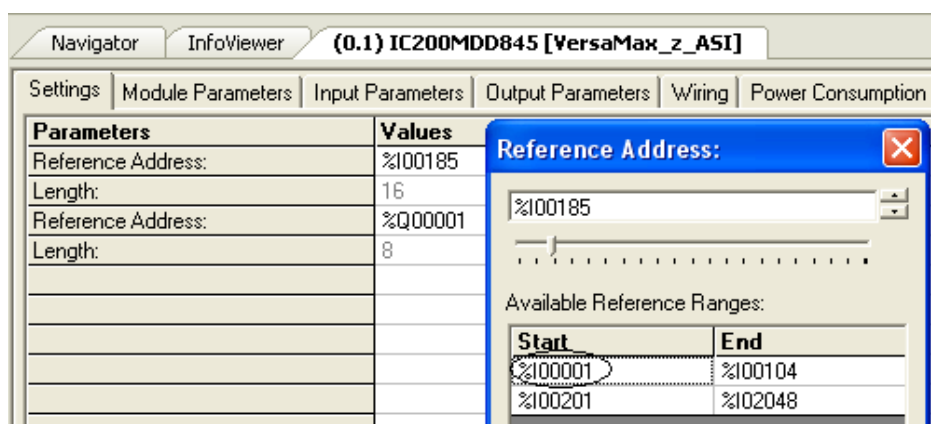 Navigator InfoViewer (0.1) IC200MDD845 [VersaMax_z_ASI]
Settings Module Parameters Input Parameters Output Parameters Wiring Power Consumption
Parameters Values
Reference Address: %I00185
Length: 16
Reference Address: %Q00001
Length: 8
Reference Address:
%I00185
Available Reference Ranges:
Start End
%I00001 %I00104
%I00201 %I02048